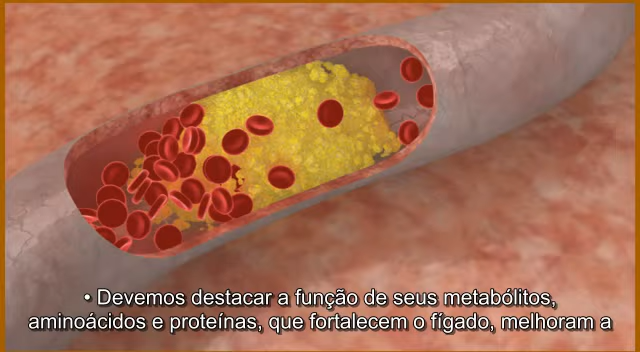 • Devemos destacar a função de seus metabólitos,
aminoácidos e proteínas, que fortalecem o fígado, melhoram a